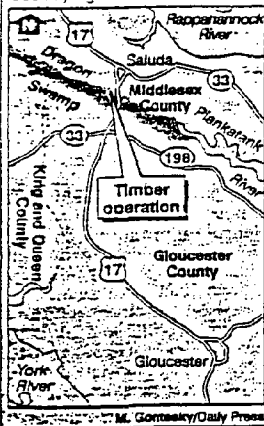 N
Rappahannock
River
17
Saluda
33
Dragon
Swamp
Middlesex
County
Piankatank
River
33
198
Timber
operation
King and Queen
County
17
Gloucester
County
Gloucester
York
River
M. Gontesky/Daily Press